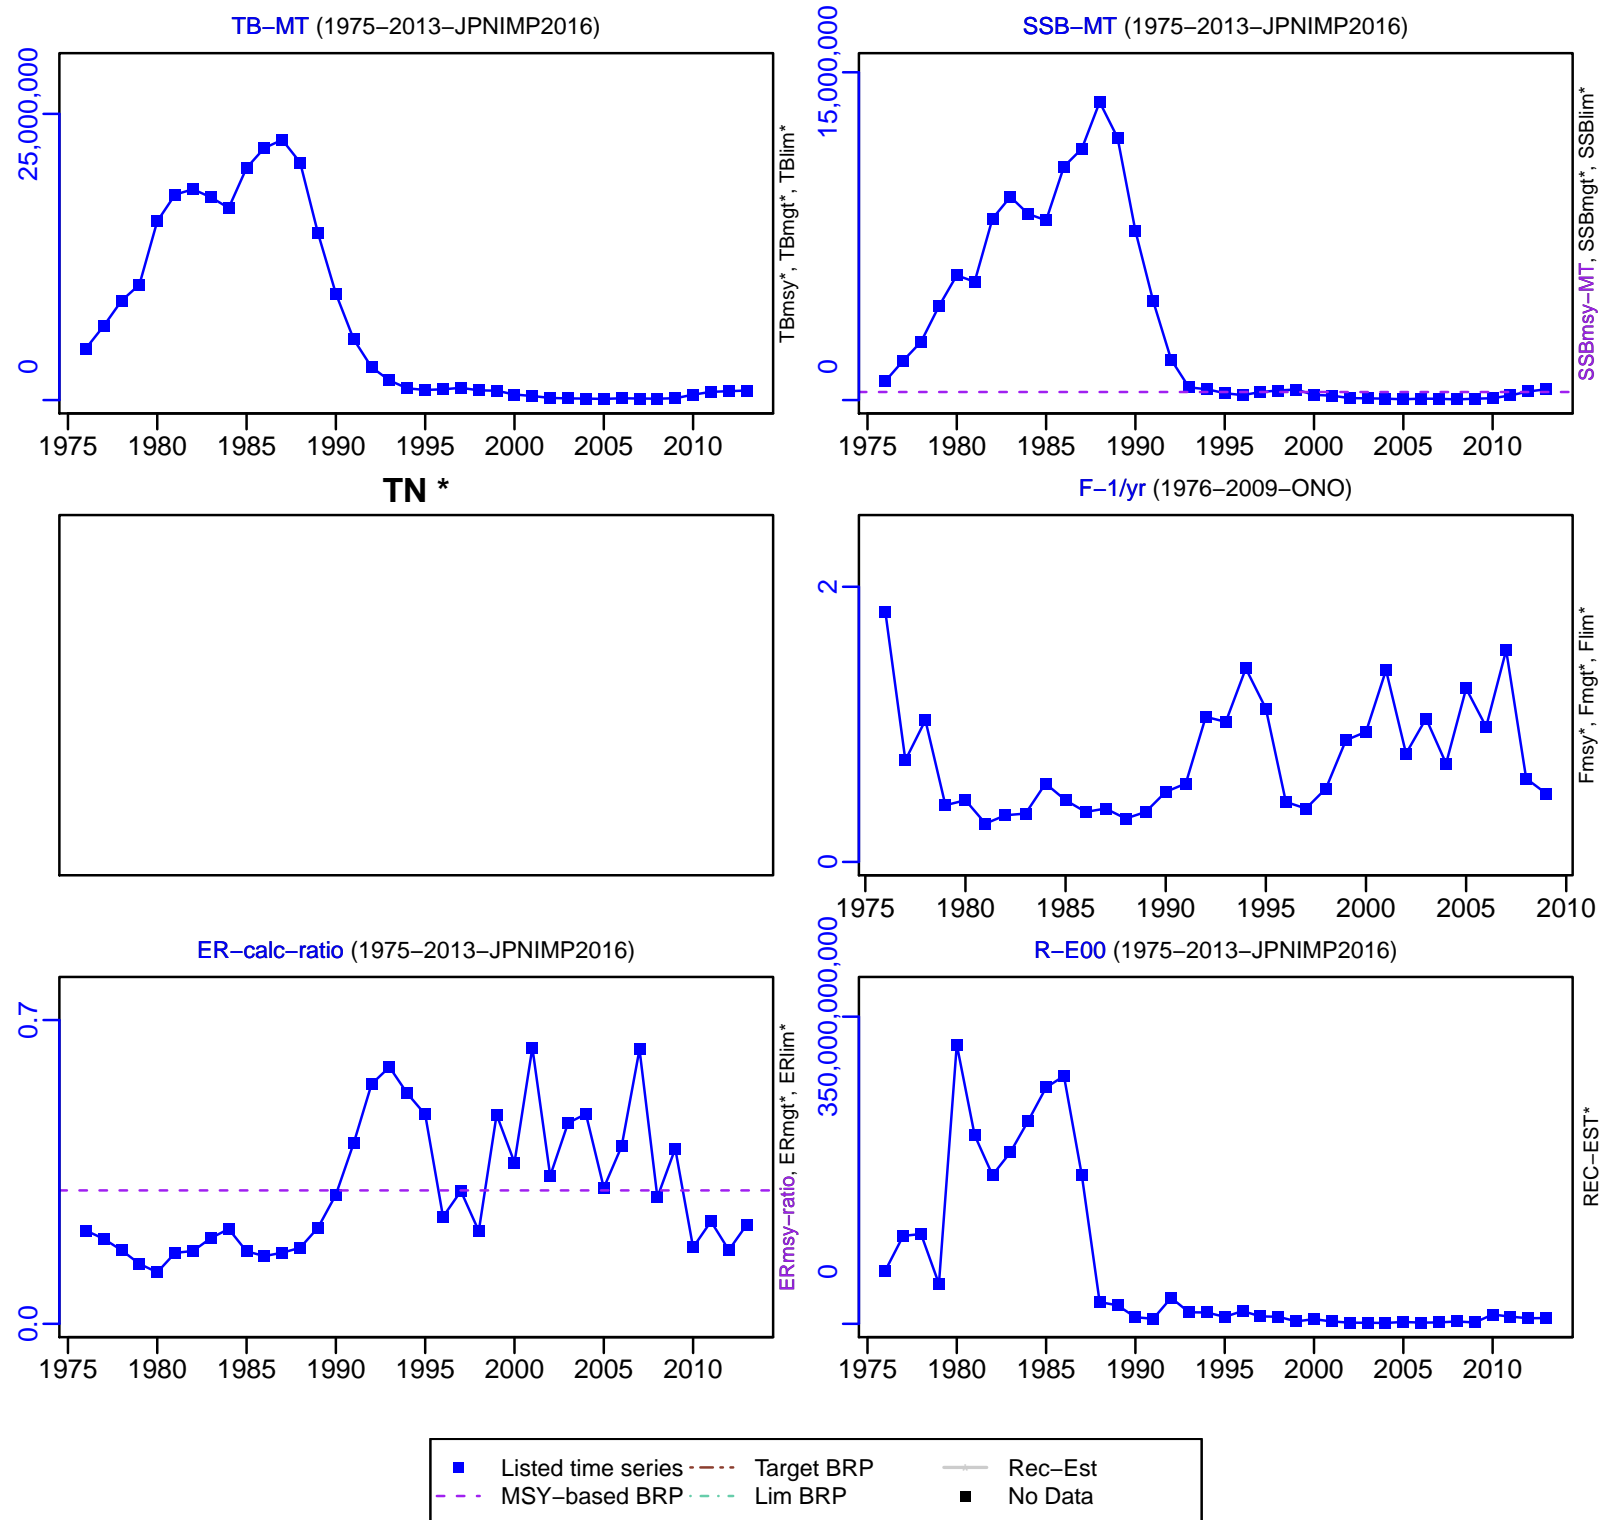 TB−MT (1975−2013−JPNIMP2016)
25,000,000
0
TBmsy*, TBmgt*, TBlim*
1975 1980 1985 1990 1995 2000 2005 2010
SSB−MT (1975−2013−JPNIMP2016)
15,000,000
0
SSBmsy−MT, SSBmgt*, SSBlim*
1975 1980 1985 1990 1995 2000 2005 2010
TN *
F−1/yr (1976−2009−ONO)
2
0
Fmsy*, Fmgt*, Flim*
1975 1980 1985 1990 1995 2000 2005 2010
ER−calc−ratio (1975−2013−JPNIMP2016)
0.7
0.0
ERmsy−ratio, ERmgt*, ERlim*
1975 1980 1985 1990 1995 2000 2005 2010
R−E00 (1975−2013−JPNIMP2016)
350,000,000,000
0
REC−EST*
1975 1980 1985 1990 1995 2000 2005 2010
Listed time series Target BRP Rec−Est
MSY−based BRP Lim BRP No Data